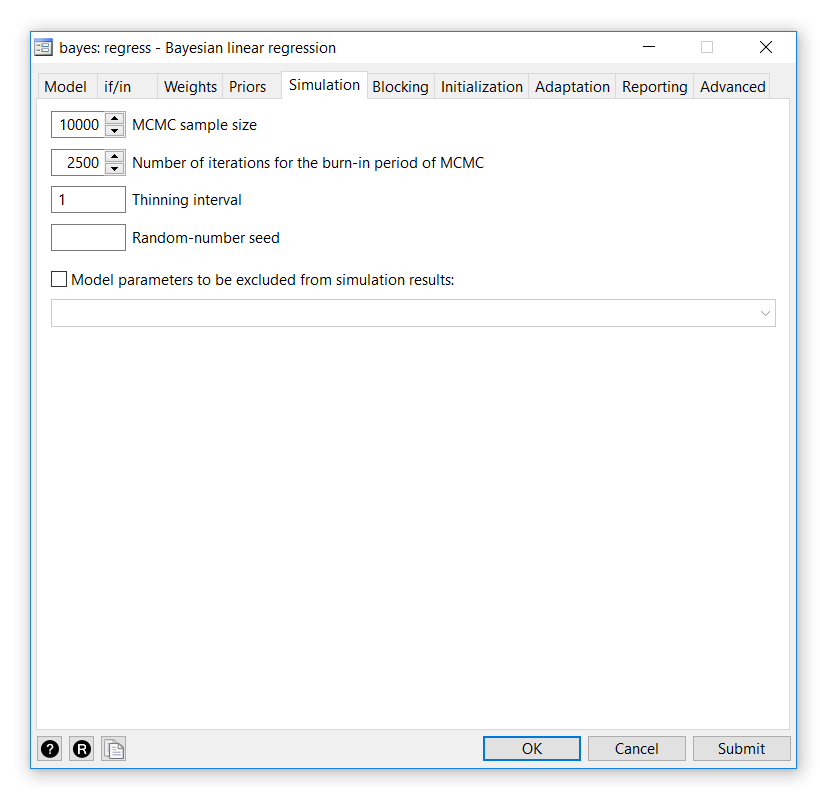 bayes: regress - Bayesian linear regression
Model if/in Weights Priors Simulation Blocking Initialization Adaptation Reporting Advanced
10000 MCMC sample size
2500 Number of iterations for the burn-in period of MCMC
1 Thinning interval
Random-number seed
Model parameters to be excluded from simulation results:
? R OK Cancel Submit